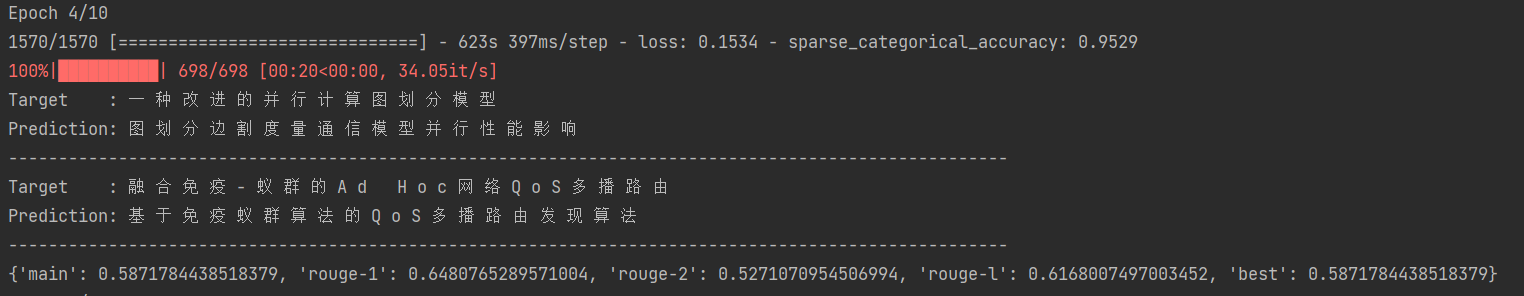 Epoch 4/10
1570/1570 [==============================] - 623s 397ms/step - loss: 0.1534 - sparse_categorical_accuracy: 0.9529
100%|██████████| 698/698 [00:20<00:00, 34.05it/s]
Target    : 一 种 改 进 的 并 行 计 算 图 划 分 模 型
Prediction: 图 划 分 边 割 度 量 通 信 模 型 并 行 性 能 影 响
----------------------------------------------------------------------------------------------------
Target    : 融 合 免 疫 - 蚁 群 的 A d   H o c 网 络 Q o S 多 播 路 由
Prediction: 基 于 免 疫 蚁 群 算 法 的 Q o S 多 播 路 由 发 现 算 法
----------------------------------------------------------------------------------------------------
{'main': 0.5871784438518379, 'rouge-1': 0.6480765289571004, 'rouge-2': 0.5271070954506994, 'rouge-l': 0.6168007497003452, 'best': 0.5871784438518379}